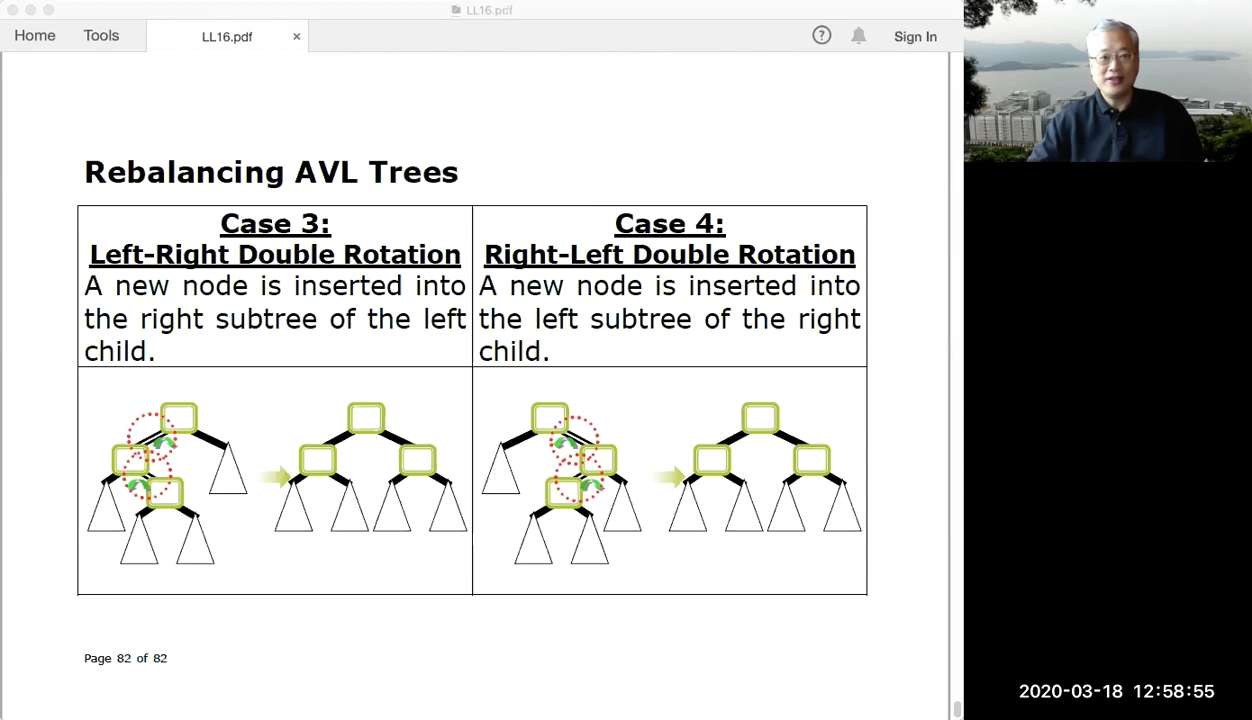 LL16.pdf
Home Tools LL16.pdf × ? Sign In
Rebalancing AVL Trees
Case 3:
Left-Right Double Rotation
A new node is inserted into
the right subtree of the left
child.
Case 4:
Right-Left Double Rotation
A new node is inserted into
the left subtree of the right
child.
Page 82 of 82
2020-03-18 12:58:55